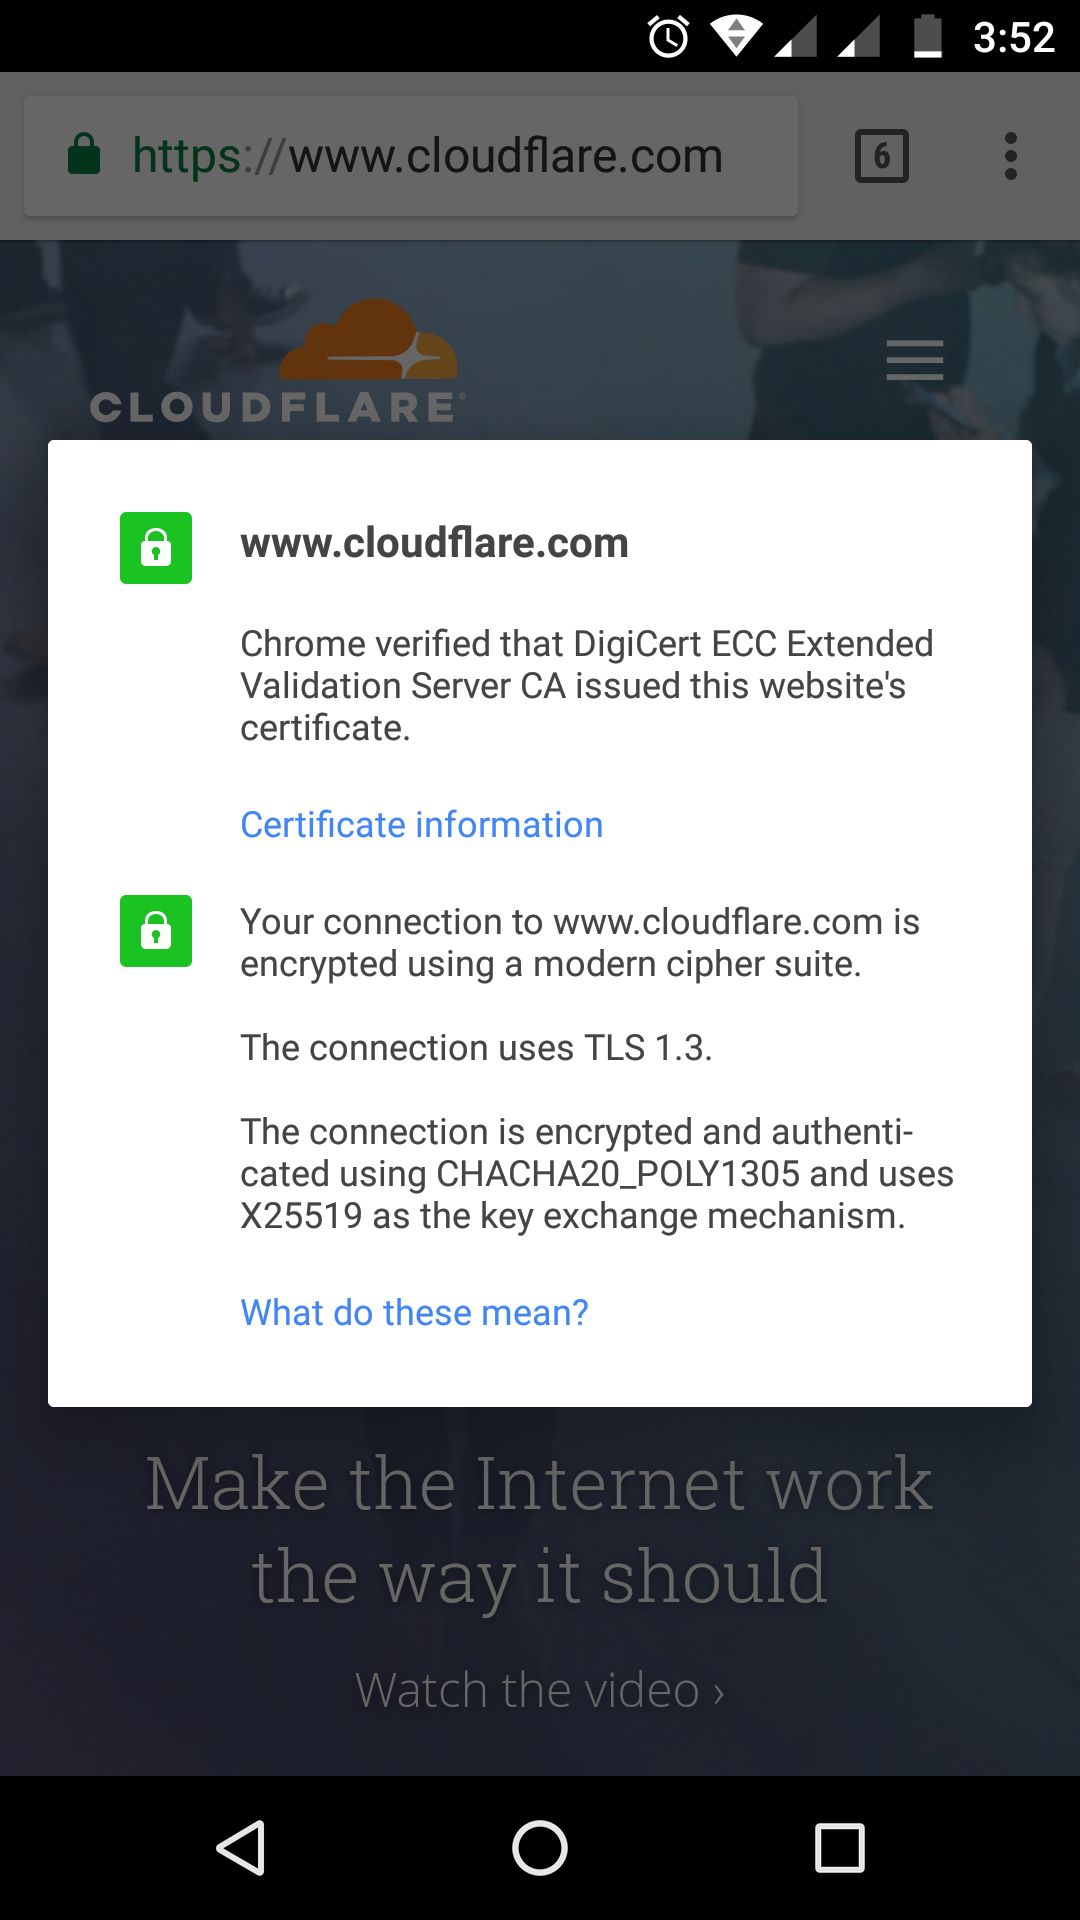 3:52
https://www.cloudflare.com
6
CLOUDFLARE®
www.cloudflare.com
Chrome verified that DigiCert ECC Extended
Validation Server CA issued this website's
certificate.
Certificate information
Your connection to www.cloudflare.com is
encrypted using a modern cipher suite.
The connection uses TLS 1.3.
The connection is encrypted and authenti-
cated using CHACHA20_POLY1305 and uses
X25519 as the key exchange mechanism.
What do these mean?
Make the Internet work
the way it should
Watch the video ›